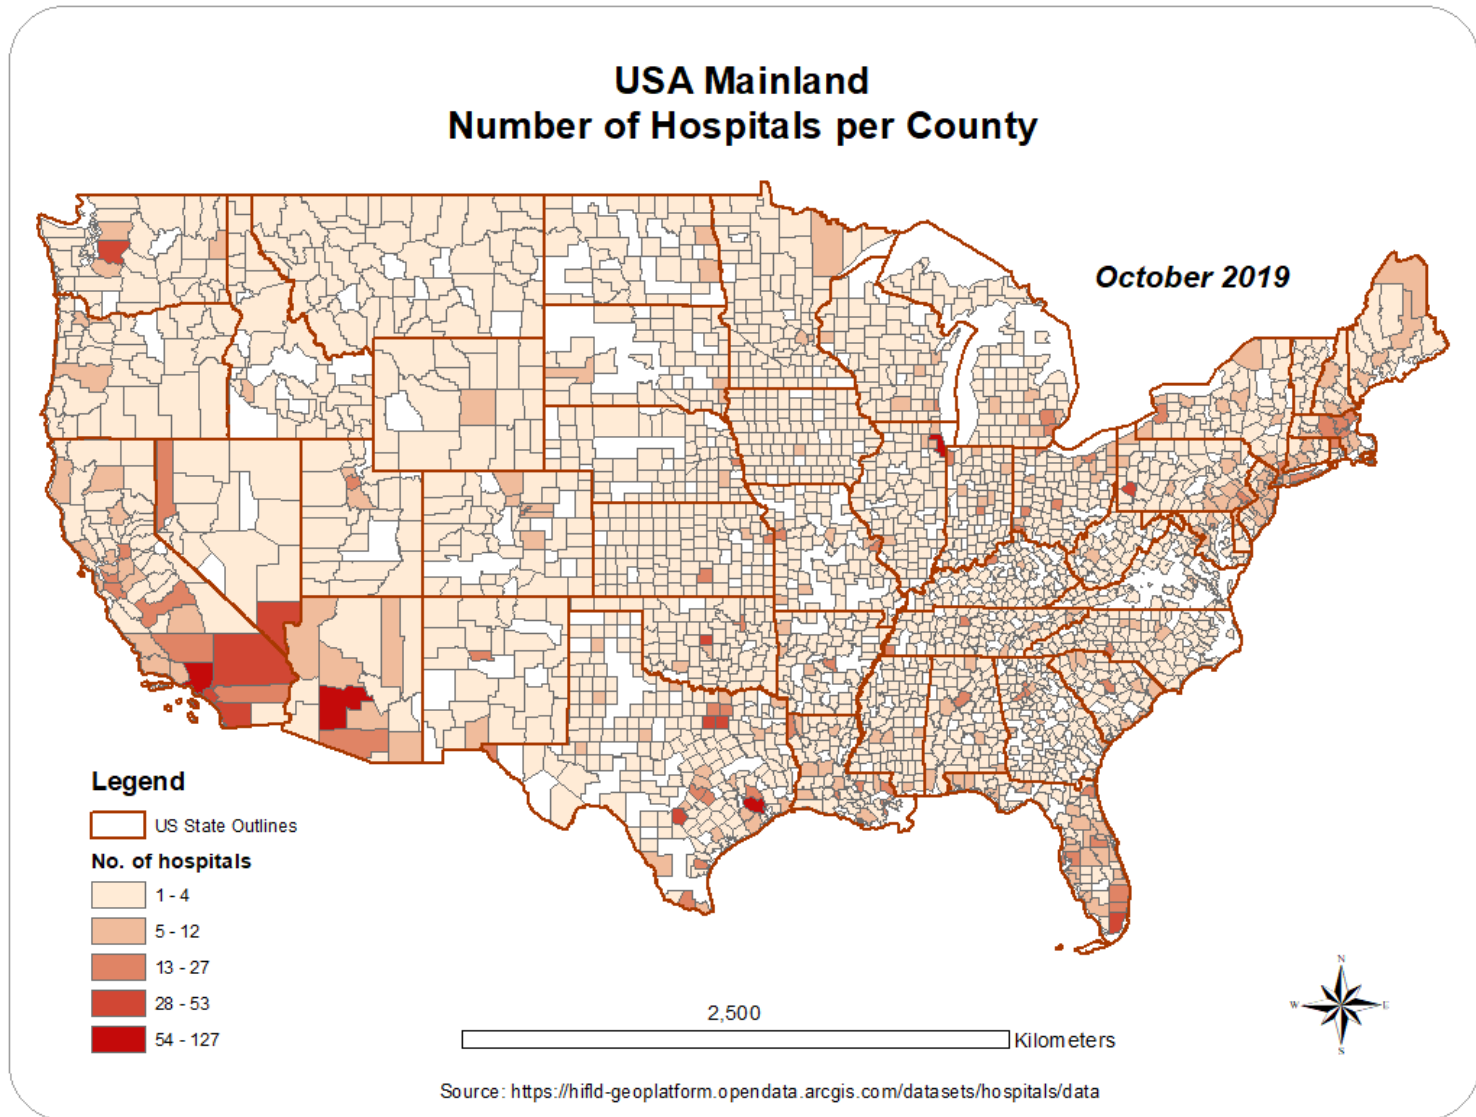 USA Mainland
Number of Hospitals per County
October 2019
Legend
US State Outlines
No. of hospitals
1 - 4
5 - 12
13 - 27
28 - 53
54 - 127
2,500
Kilometers
N
W E
S
Source: https://hifld-geoplatform.opendata.arcgis.com/datasets/hospitals/data